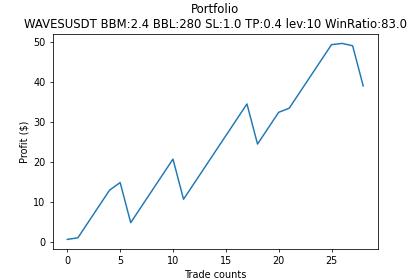 Portfolio
WAVESUSDT BBM:2.4 BBL:280 SL:1.0 TP:0.4 lev:10 WinRatio:83.0
50
40
30
20
10
0
Profit ($)
0 5 10 15 20 25
Trade counts